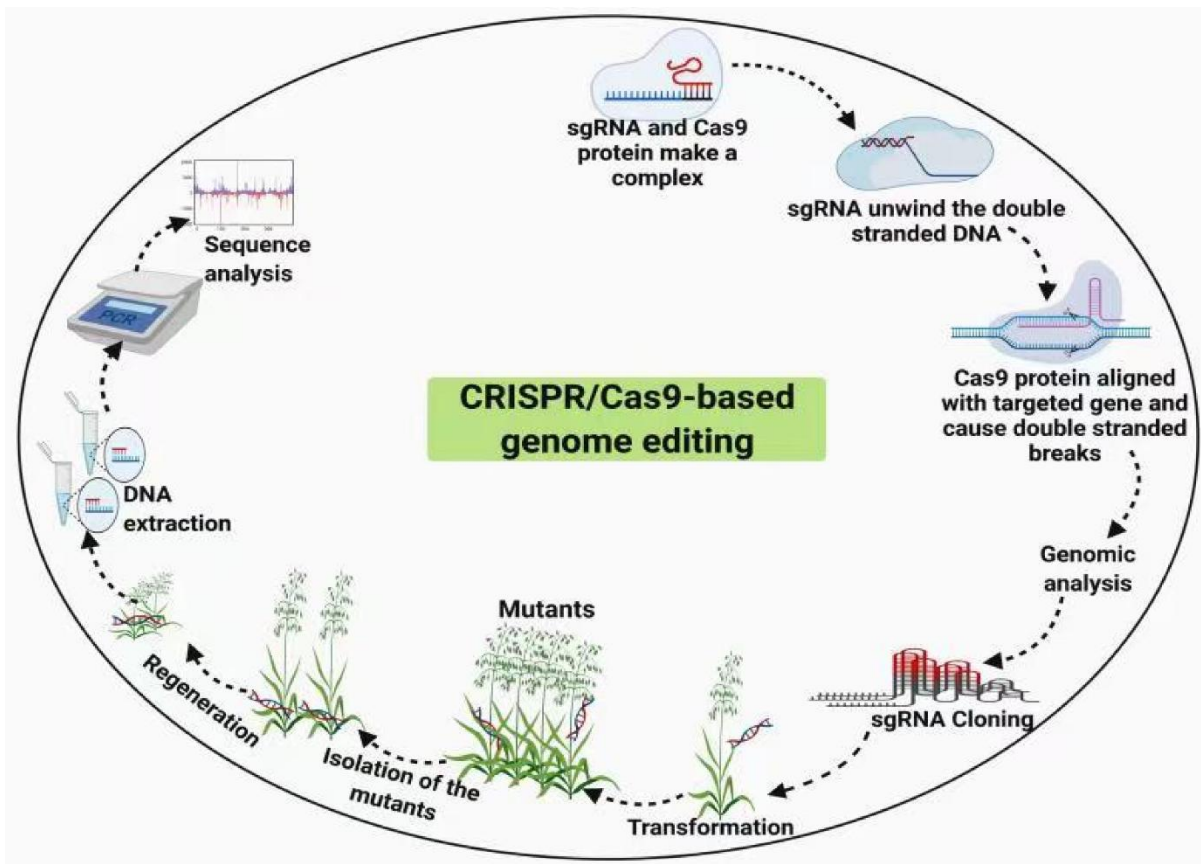 CRISPR/Cas9-based
genome editing
sgRNA and Cas9
protein make a
complex
sgRNA unwind the double
stranded DNA
Cas9 protein aligned
with targeted gene and
cause double stranded
breaks
Genomic
analysis
sgRNA Cloning
Transformation
Mutants
Isolation of the
mutants
Regeneration
DNA
extraction
PCR
Sequence
analysis